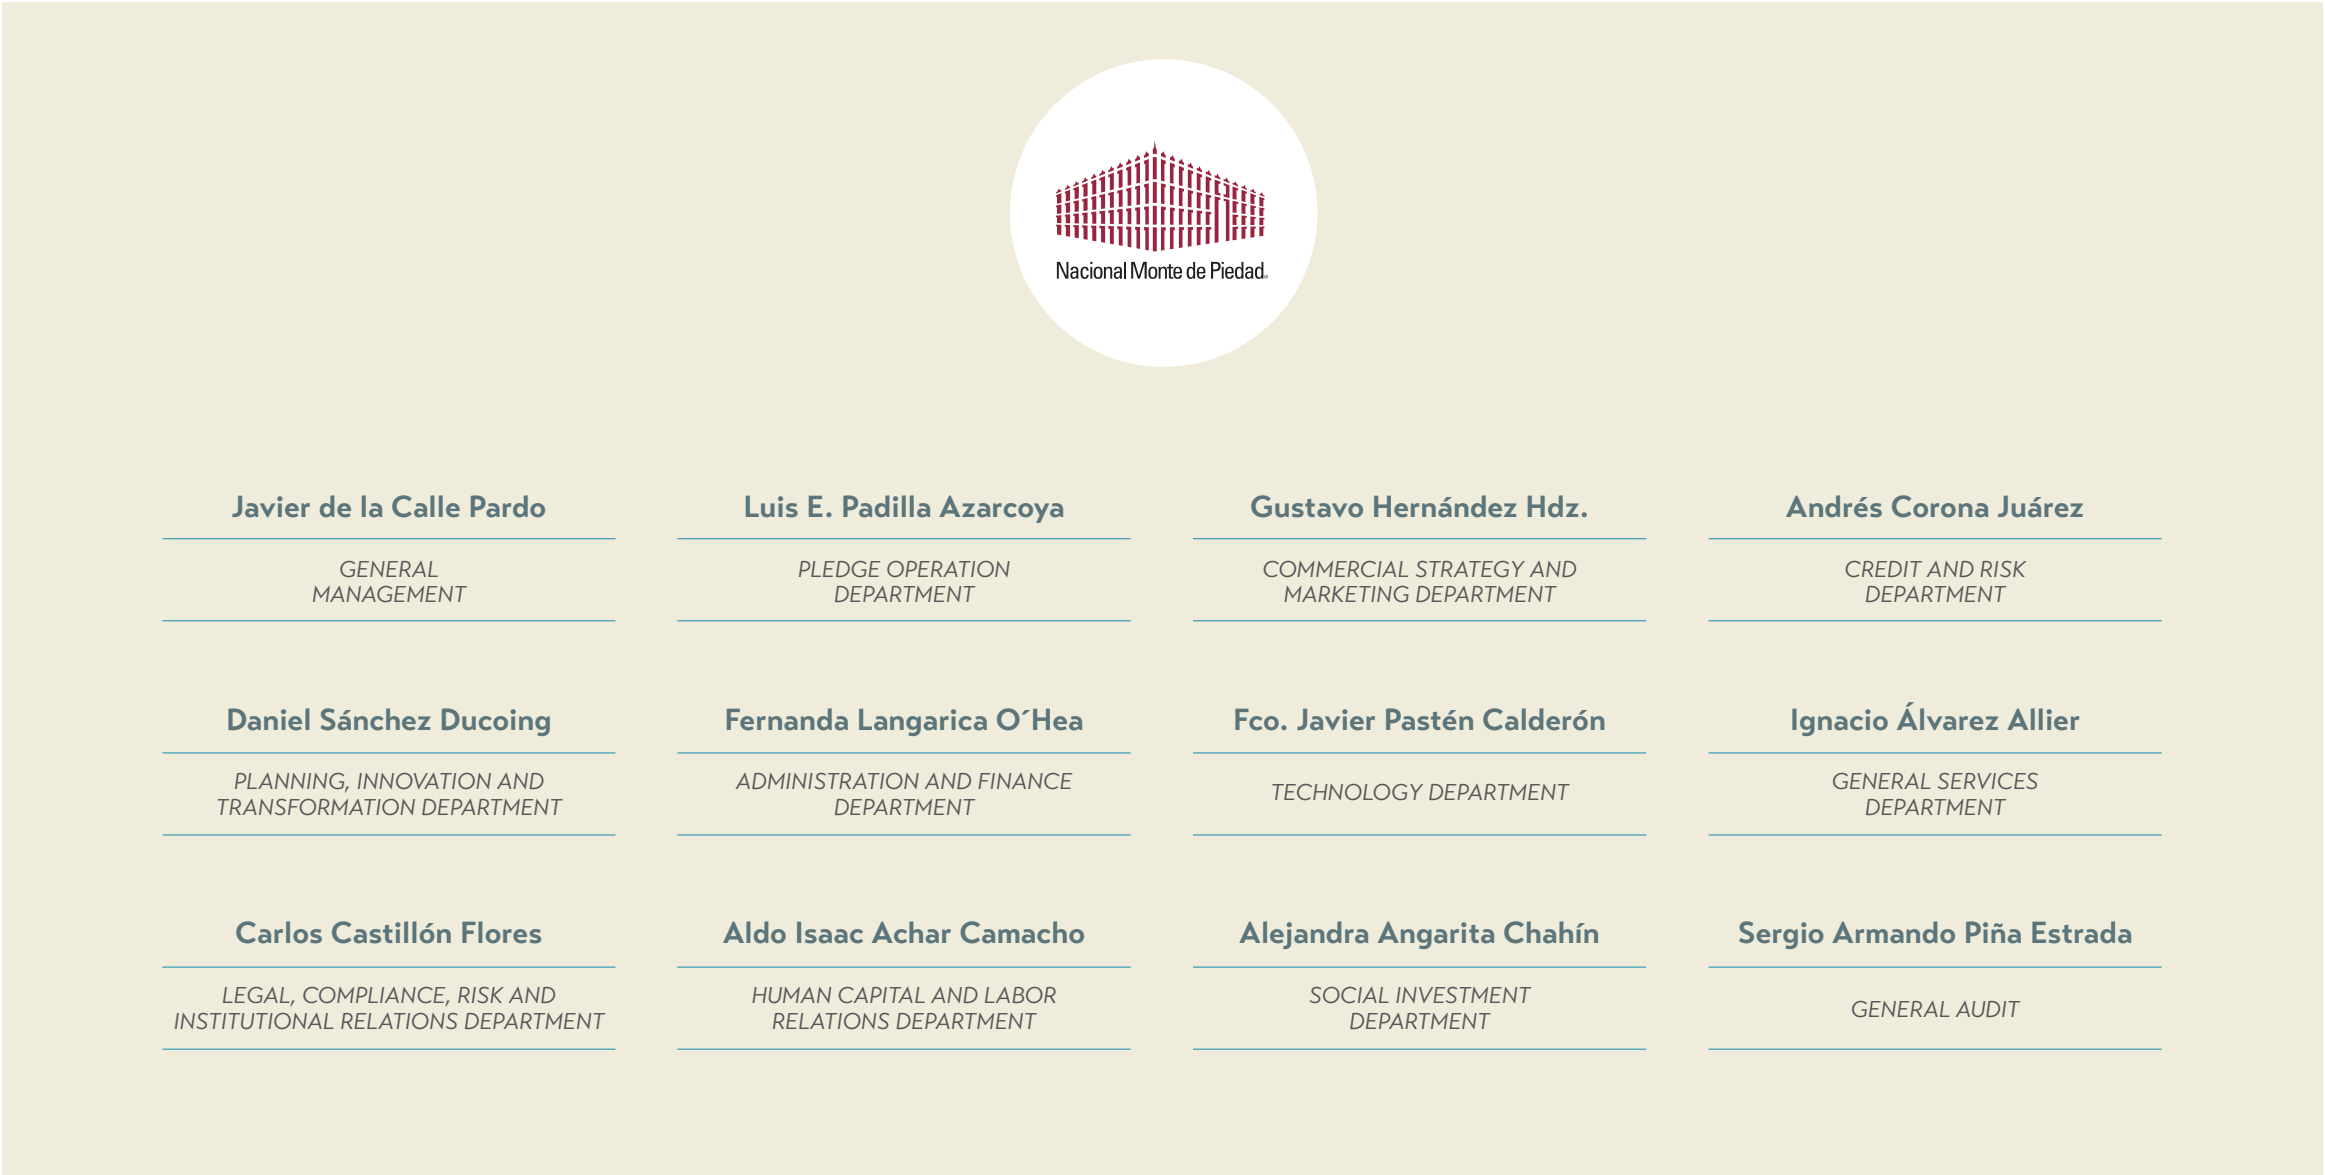 Nacional Monte de Piedad®
Javier de la Calle Pardo
GENERAL
MANAGEMENT
Luis E. Padilla Azarcoya
PLEDGE OPERATION
DEPARTMENT
Gustavo Hernández Hdz.
COMMERCIAL STRATEGY AND
MARKETING DEPARTMENT
Andrés Corona Juárez
CREDIT AND RISK
DEPARTMENT
Daniel Sánchez Ducoing
PLANNING, INNOVATION AND
TRANSFORMATION DEPARTMENT
Fernanda Langarica O´Hea
ADMINISTRATION AND FINANCE
DEPARTMENT
Fco. Javier Pastén Calderón
TECHNOLOGY DEPARTMENT
Ignacio Álvarez Allier
GENERAL SERVICES
DEPARTMENT
Carlos Castillón Flores
LEGAL, COMPLIANCE, RISK AND
INSTITUTIONAL RELATIONS DEPARTMENT
Aldo Isaac Achar Camacho
HUMAN CAPITAL AND LABOR
RELATIONS DEPARTMENT
Alejandra Angarita Chahín
SOCIAL INVESTMENT
DEPARTMENT
Sergio Armando Piña Estrada
GENERAL AUDIT